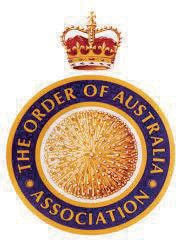 THE ORDER OF AUSTRALIA
ASSOCIATION